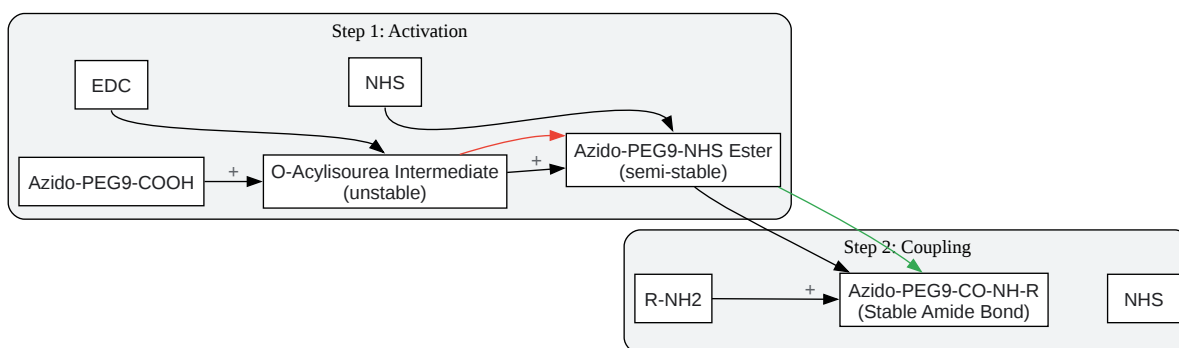 Step 1: Activation
EDC
NHS
Azido-PEG9-COOH
+
O-Acylisourea Intermediate
(unstable)
+
Azido-PEG9-NHS Ester
(semi-stable)
Step 2: Coupling
R-NH2
+
Azido-PEG9-CO-NH-R
(Stable Amide Bond)
NHS